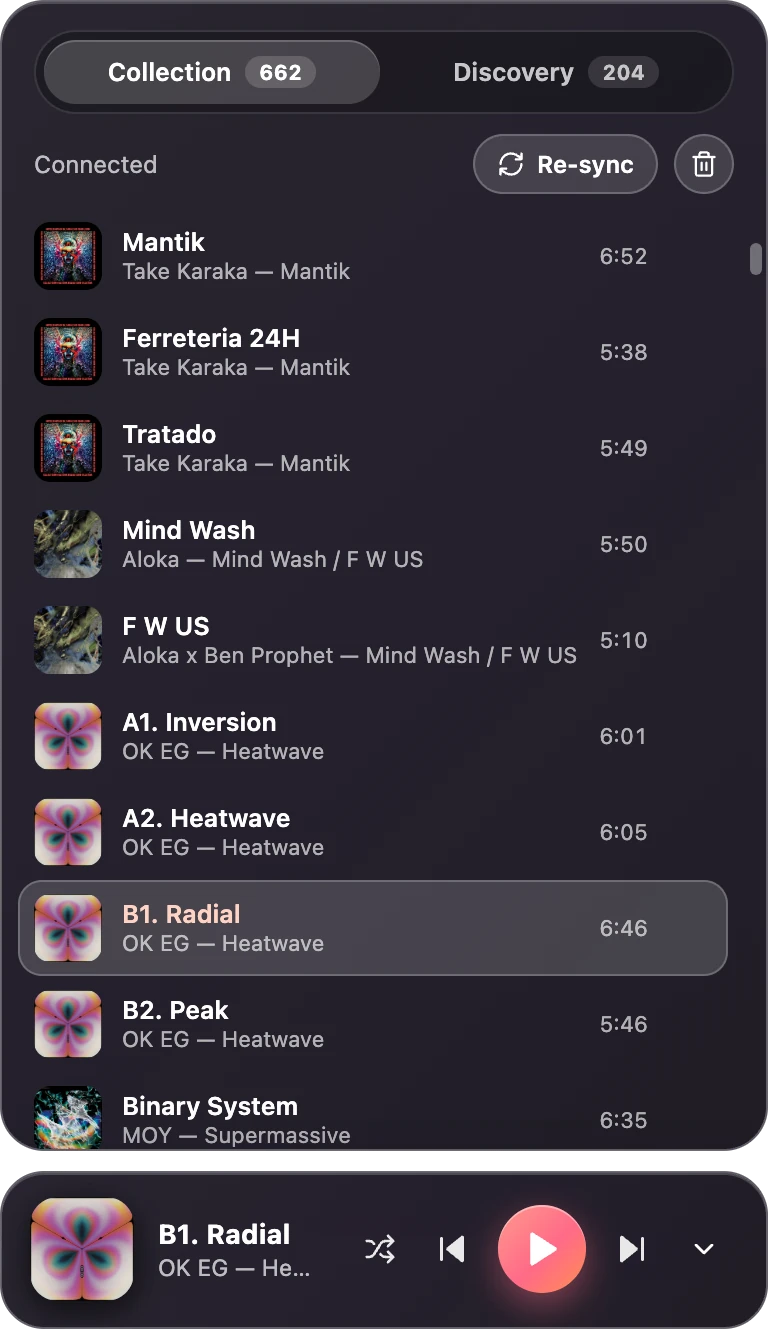 Collection 662 Discovery 204
Connected Re-sync
Mantik
Take Karaka — Mantik 6:52
Ferreteria 24H
Take Karaka — Mantik 5:38
Tratado
Take Karaka — Mantik 5:49
Mind Wash
Aloka — Mind Wash / F W US 5:50
F W US
Aloka x Ben Prophet — Mind Wash / F W US 5:10
A1. Inversion
OK EG — Heatwave 6:01
A2. Heatwave
OK EG — Heatwave 6:05
B1. Radial
OK EG — Heatwave 6:46
B2. Peak
OK EG — Heatwave 5:46
Binary System
MOY — Supermassive 6:35
B1. Radial
OK EG — He...